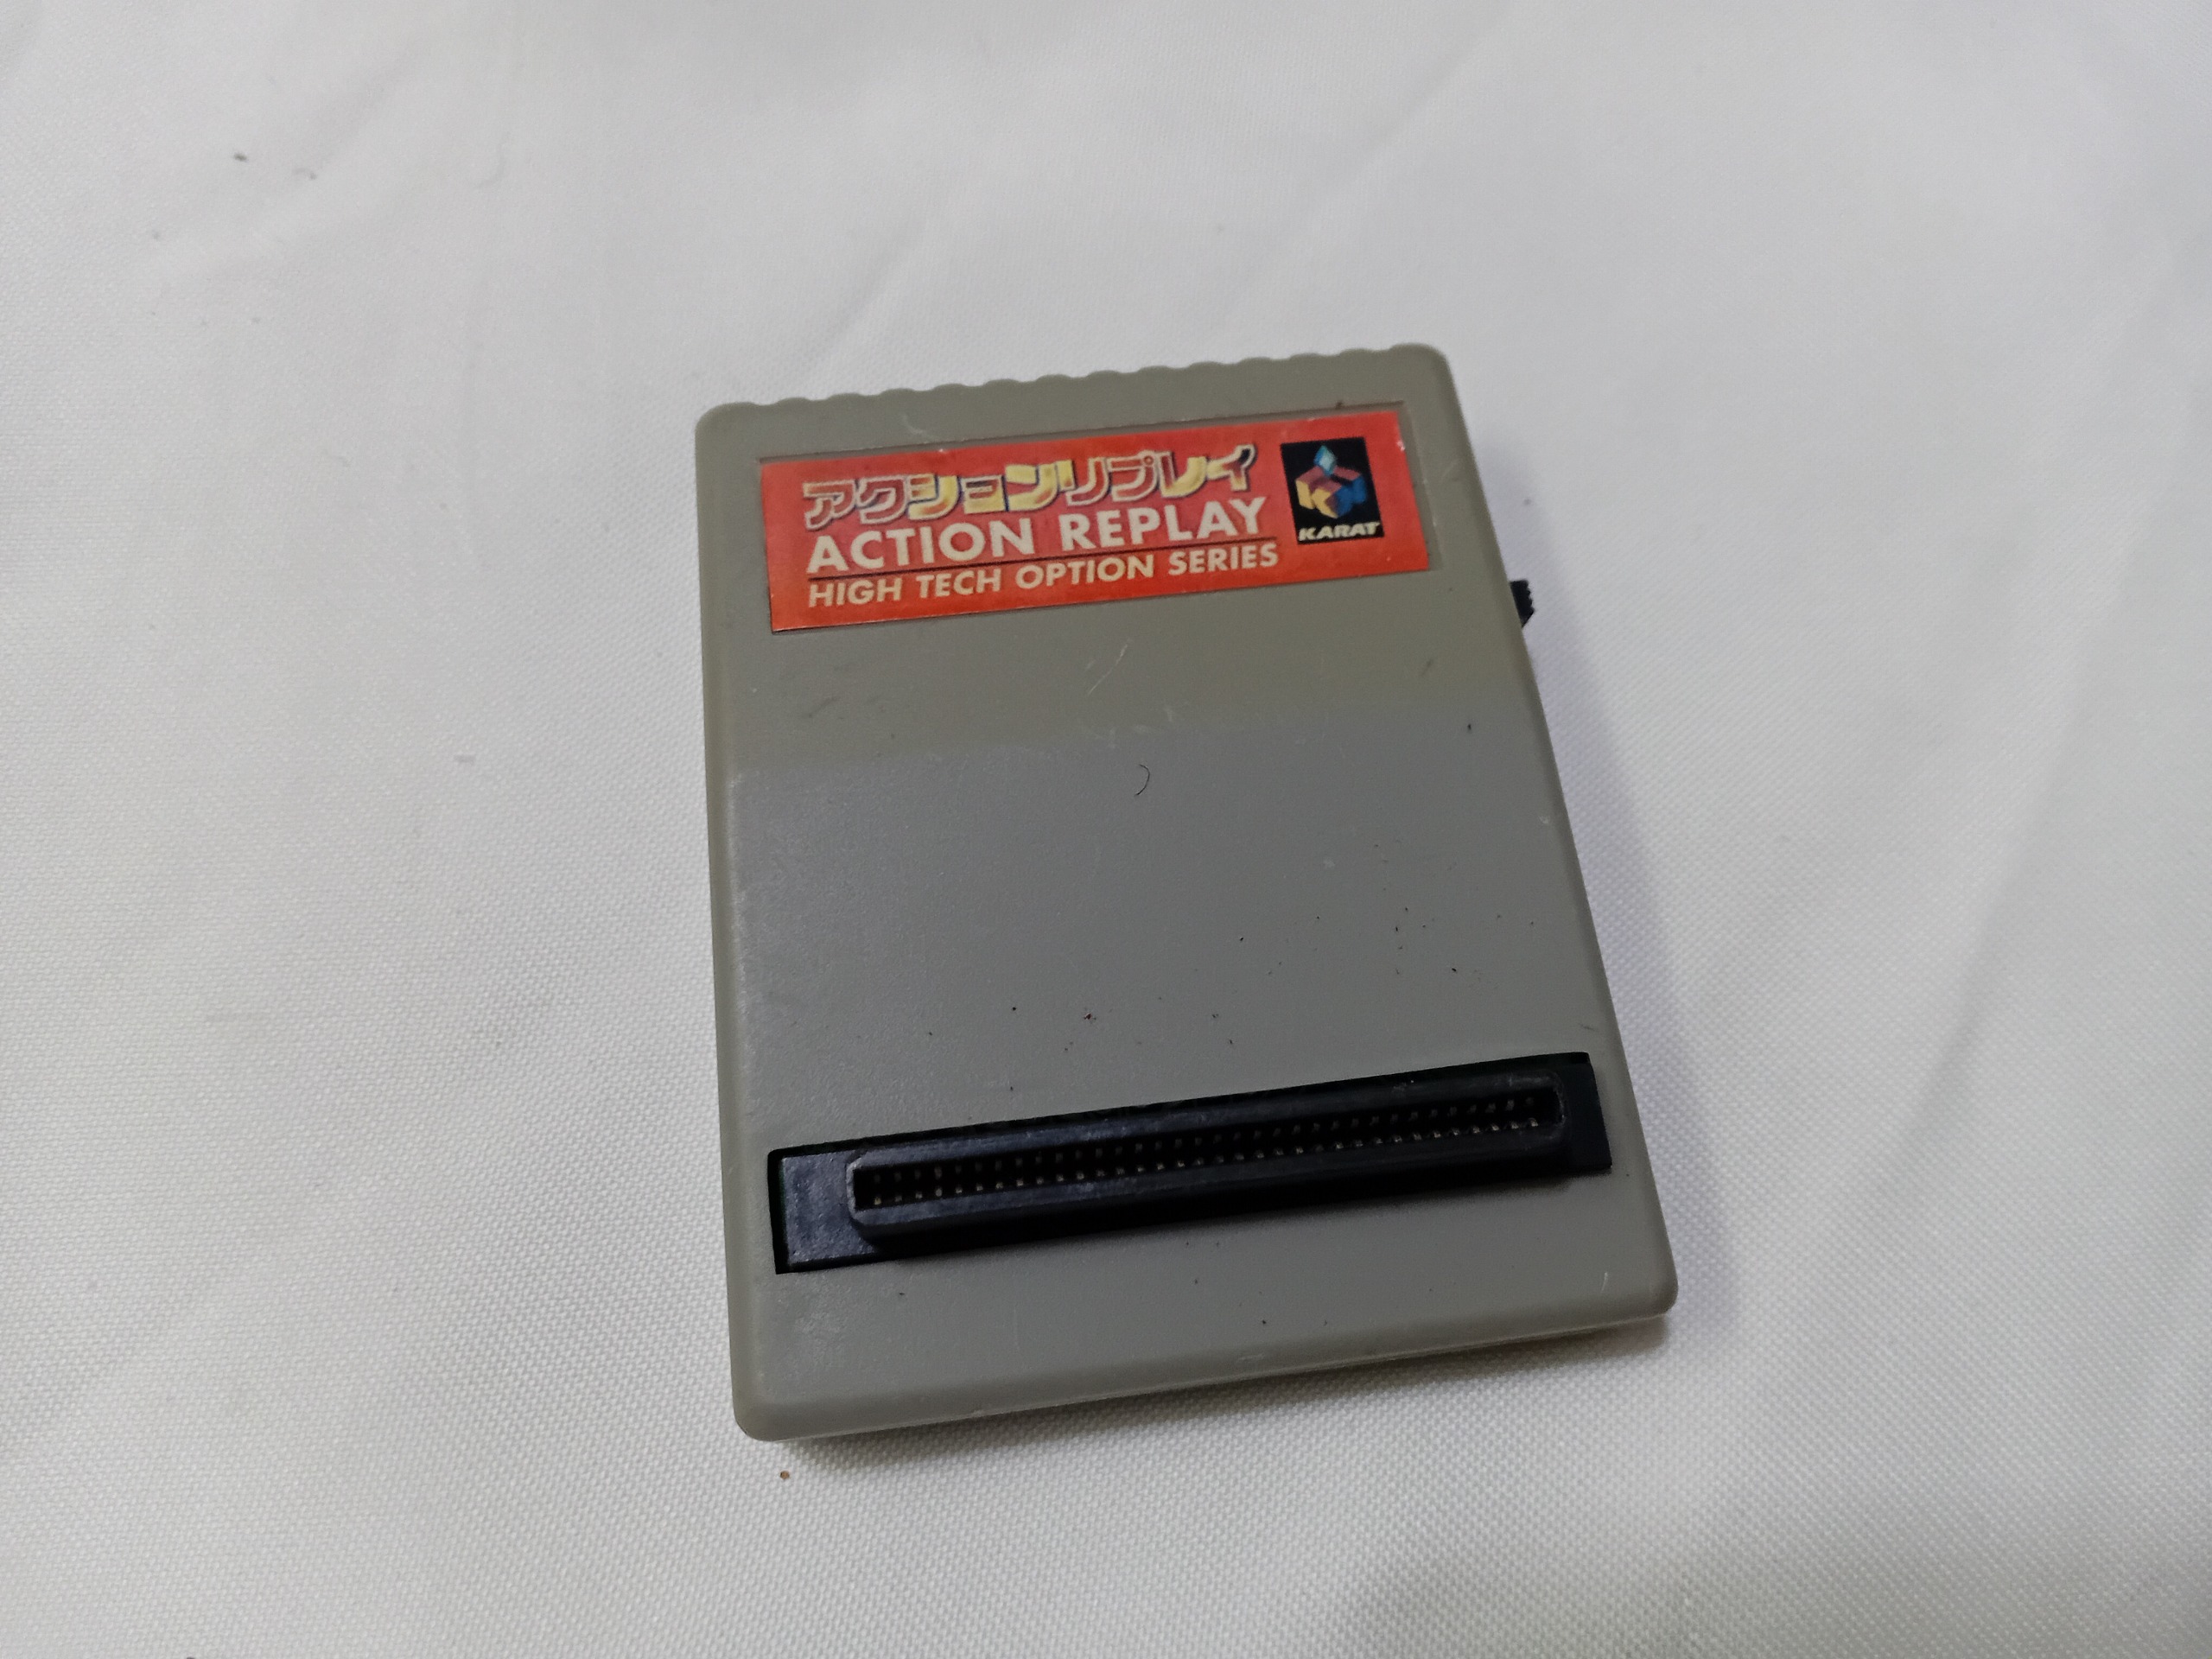 アクションリプレイ
ACTION REPLAY
HIGH TECH OPTION SERIES
KARAT